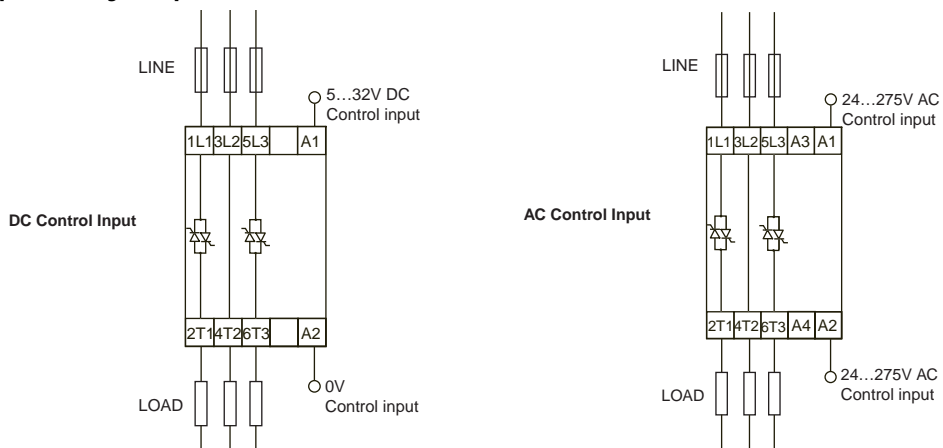 LINE
5...32V DC
Control input
1L1 3L2 5L3 A1
DC Control Input
2T1 4T2 6T3 A2
0V
Control input
LOAD
LINE
24...275V AC
Control input
1L1 3L2 5L3 A3 A1
AC Control Input
2T1 4T2 6T3 A4 A2
24...275V AC
Control input
LOAD